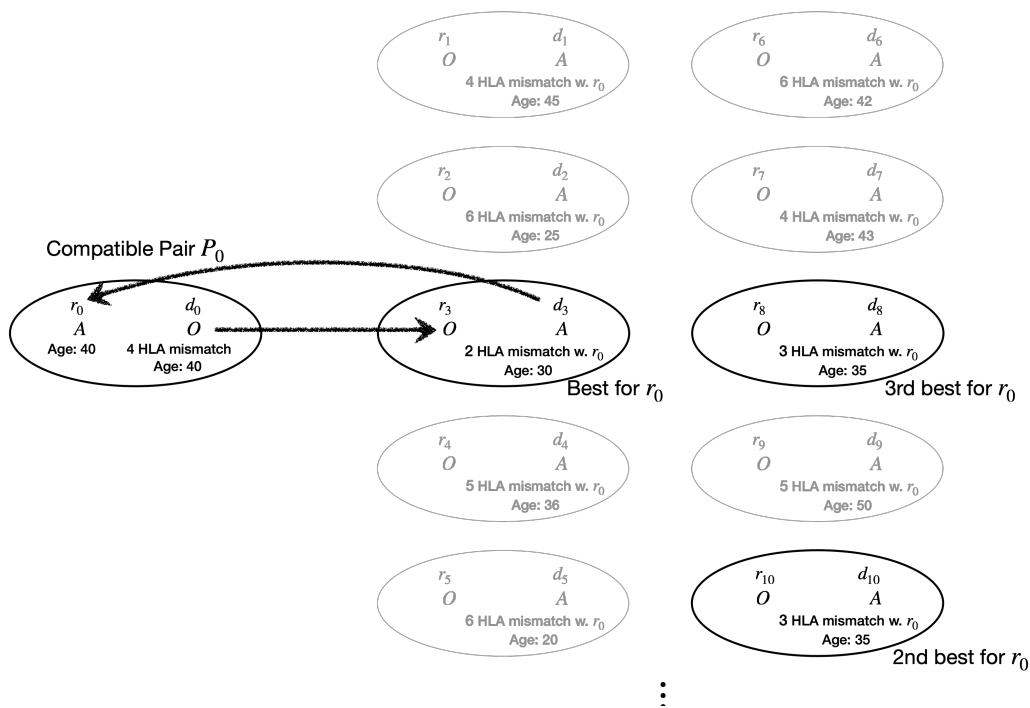 r₁ d₁
O A
4 HLA mismatch w. r₀
Age: 45
r₆ d₆
O A
6 HLA mismatch w. r₀
Age: 42
r₂ d₂
O A
6 HLA mismatch w. r₀
Age: 25
r₇ d₇
O A
4 HLA mismatch w. r₀
Age: 43
Compatible Pair P₀
r₀ d₀
A O
Age: 40 4 HLA mismatch
Age: 40
r₃ d₃
O A
2 HLA mismatch w. r₀
Age: 30
Best for r₀
r₈ d₈
O A
3 HLA mismatch w. r₀
Age: 35
3rd best for r₀
r₄ d₄
O A
5 HLA mismatch w. r₀
Age: 36
r₉ d₉
O A
5 HLA mismatch w. r₀
Age: 50
r₅ d₅
O A
6 HLA mismatch w. r₀
Age: 20
r₁₀ d₁₀
O A
3 HLA mismatch w. r₀
Age: 35
2nd best for r₀
⋮